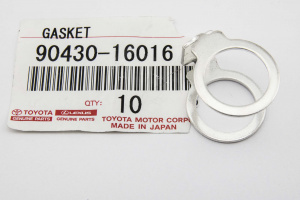 GASKET
90430-16016
QTY:
10
TOYOTA LEXUS
GENUINE PARTS GENUINE PARTS
TOYOTA MOTOR CORP
MADE IN JAPAN